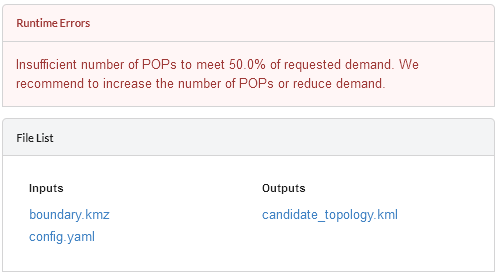 Runtime Errors
Insufficient number of POPs to meet 50.0% of requested demand. We
recommend to increase the number of POPs or reduce demand.
File List
Inputs
Outputs
boundary.kmz
candidate_topology.kml
config.yaml